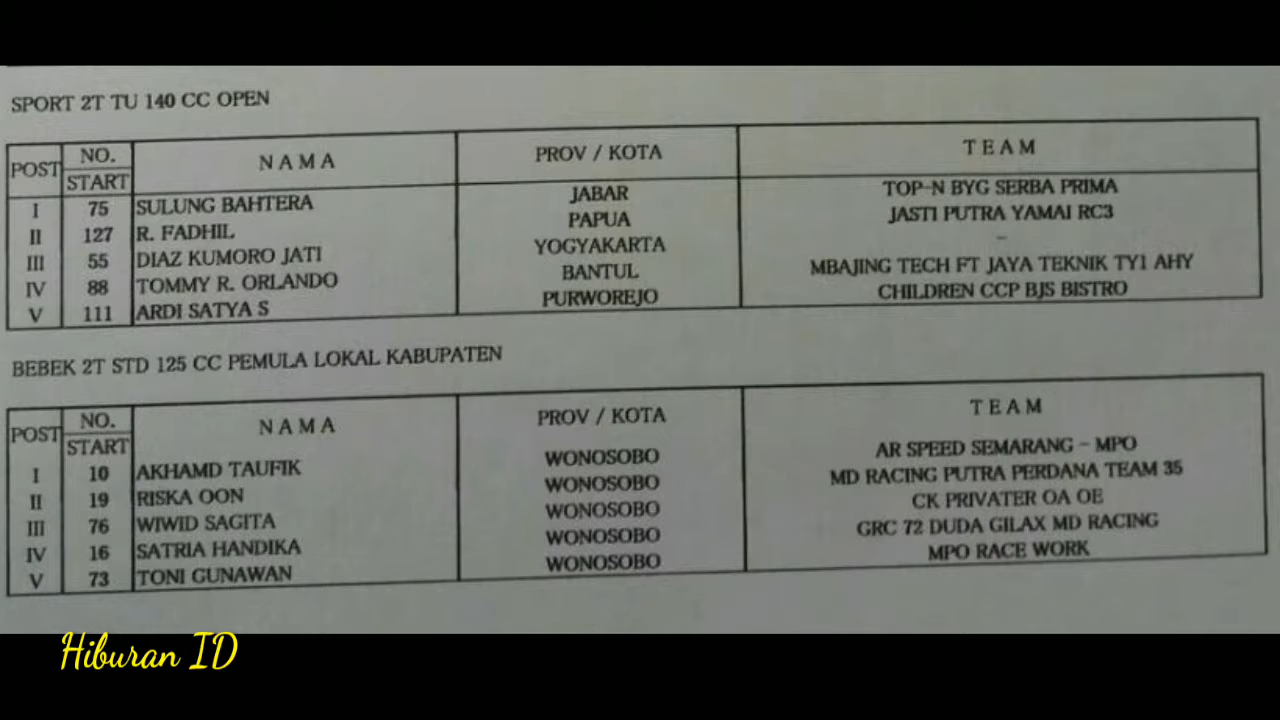 SPORT 2T TU 140 CC OPEN
POST NO. START N A M A PROV / KOTA T E A M
I 75 SULUNG BAHTERA JABAR TOP-N BYG SERBA PRIMA
II 127 R. FADHIL PAPUA JASTI PUTRA YAMAI RC3
III 55 DIAZ KUMORO JATI YOGYAKARTA -
IV 88 TOMMY R. ORLANDO BANTUL MBAJING TECH FT JAYA TEKNIK TY1 AHY
V 111 ARDI SATYA S PURWOREJO CHILDREN CCP BJS BISTRO
BEBEK 2T STD 125 CC PEMULA LOKAL KABUPATEN
POST NO. START N A M A PROV / KOTA T E A M
I 10 AKHAMD TAUFIK WONOSOBO AR SPEED SEMARANG - MPO
II 19 RISKA OON WONOSOBO MD RACING PUTRA PERDANA TEAM 35
III 76 WIWID SAGITA WONOSOBO CK PRIVATER OA OE
IV 16 SATRIA HANDIKA WONOSOBO GRC 72 DUDA GILAX MD RACING
V 73 TONI GUNAWAN WONOSOBO MPO RACE WORK
Hiburan ID